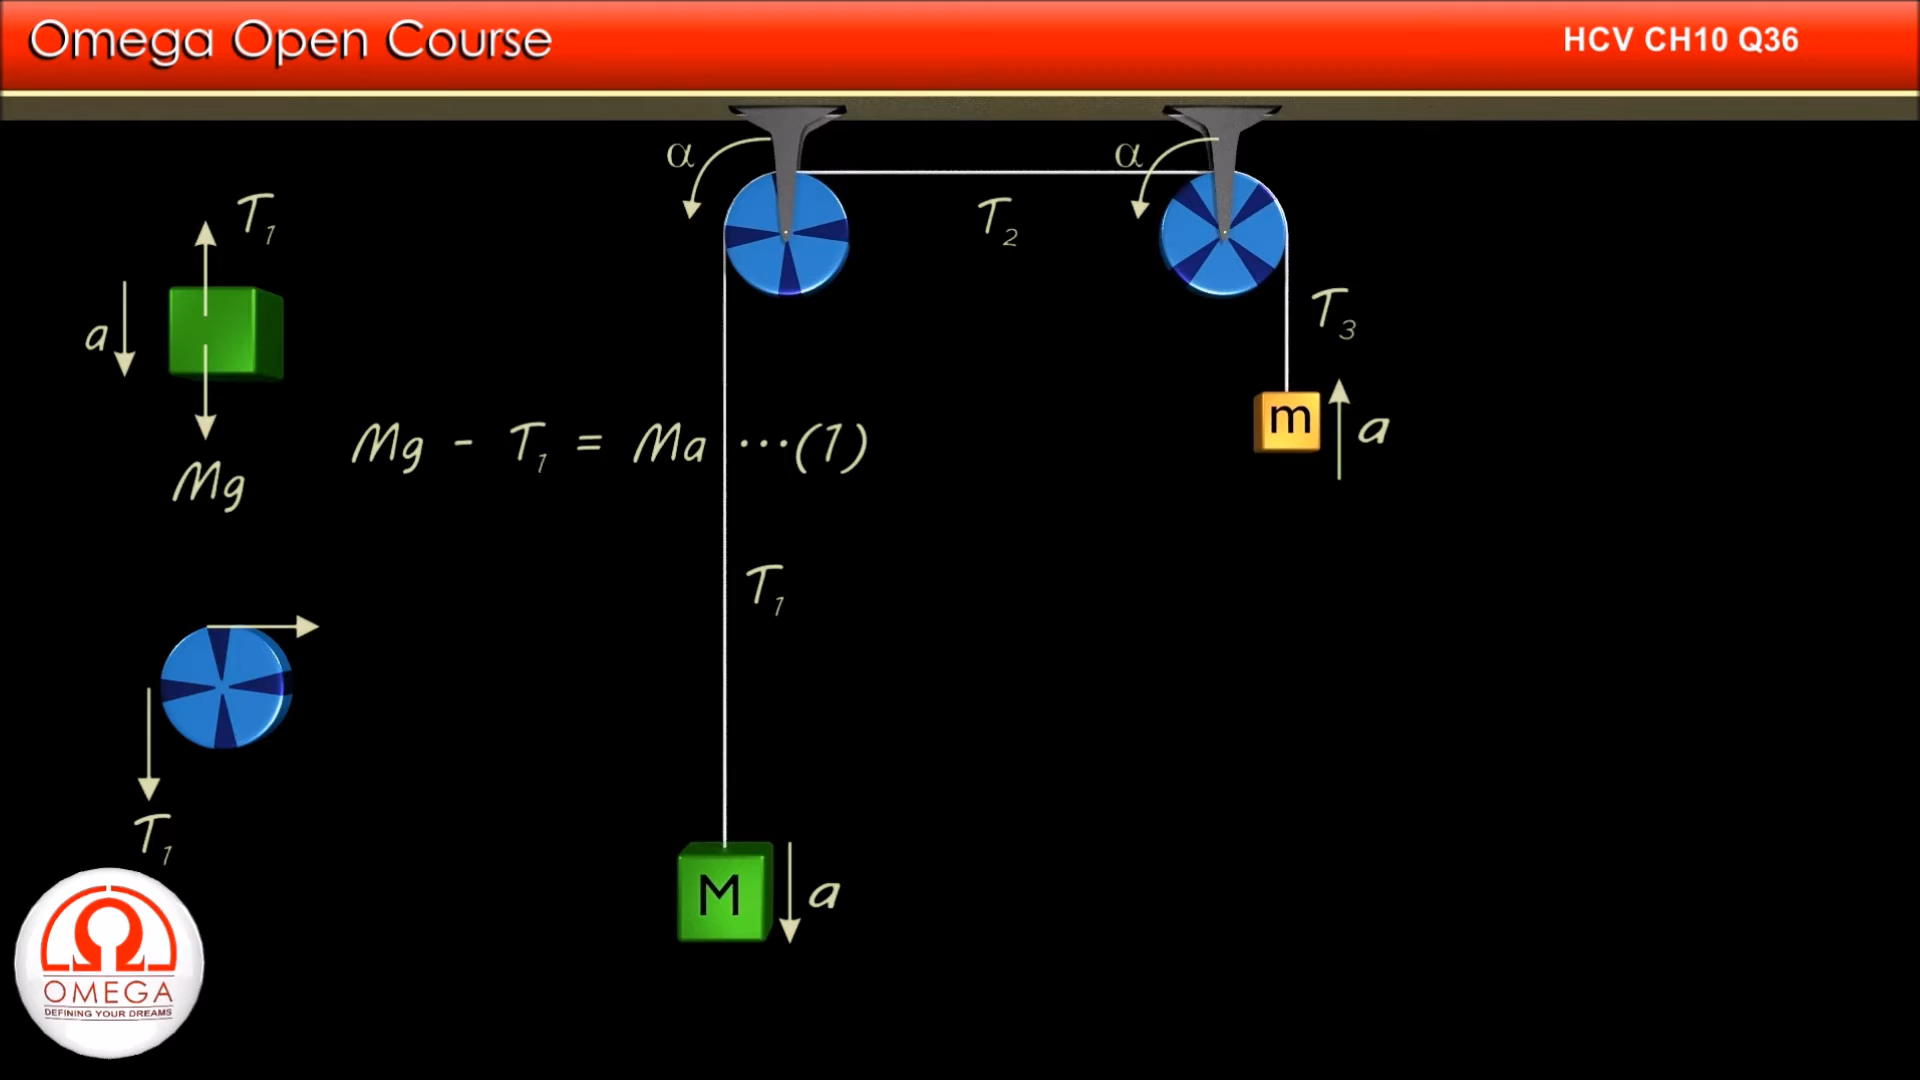 Omega Open Course
HCV CH10 Q36
α
α
T₁
T₂
T₃
a
m
a
Mg - T₁ = Ma ...(1)
Mg
T₁
T₁
M
a
OMEGA
DEFINING YOUR DREAMS